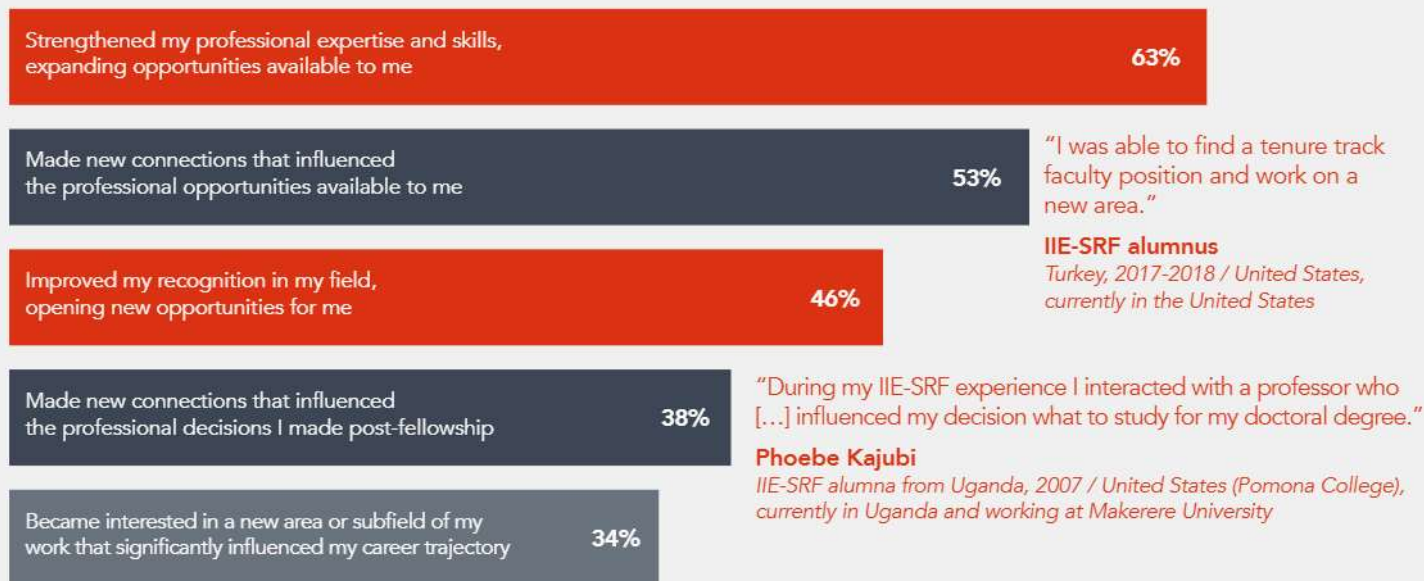 Strengthened my professional expertise and skills,
expanding opportunities available to me
63%
Made new connections that influenced
the professional opportunities available to me
53%
“I was able to find a tenure track
faculty position and work on a
new area.”
IIE-SRF alumnus
Turkey, 2017-2018 / United States,
currently in the United States
Improved my recognition in my field,
opening new opportunities for me
46%
Made new connections that influenced
the professional decisions I made post-fellowship
38%
“During my IIE-SRF experience I interacted with a professor who
[…] influenced my decision what to study for my doctoral degree.”
Phoebe Kajubi
IIE-SRF alumna from Uganda, 2007 / United States (Pomona College),
currently in Uganda and working at Makerere University
Became interested in a new area or subfield of my
work that significantly influenced my career trajectory
34%